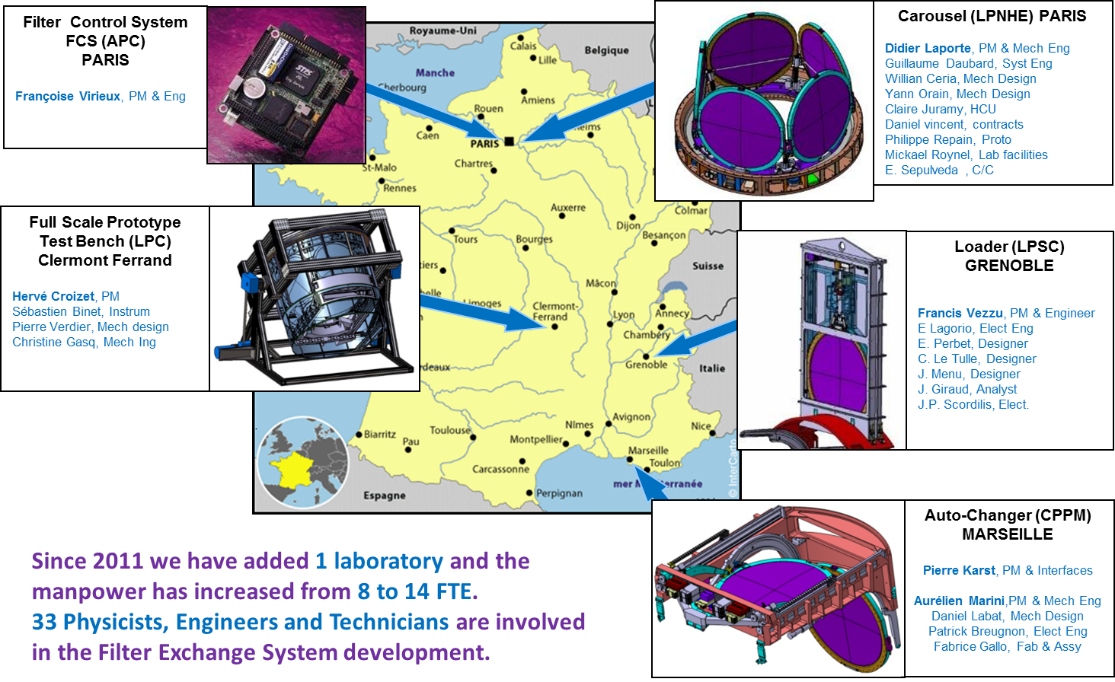 Filter Control System
FCS (APC)
PARIS
Françoise Virieux, PM & Eng
Carousel (LPNHE) PARIS
Didier Laporte, PM & Mech Eng
Guillaume Daubard, Syst Eng
Willian Ceria, Mech Design
Yann Orain, Mech Design
Claire Juramy, HCU
Daniel vincent, contracts
Philippe Repain, Proto
Mickael Roynel, Lab facilities
E. Sepulveda , C/C
Full Scale Prototype
Test Bench (LPC)
Clermont Ferrand
Hervé Croizet, PM
Sébastien Binet, Instrum
Pierre Verdier, Mech design
Christine Gasq, Mech Ing
Loader (LPSC)
GRENOBLE
Francis Vezzu, PM & Engineer
E Lagorio, Elect Eng
E. Perbet, Designer
C. Le Tulle, Designer
J. Menu, Designer
J. Giraud, Analyst
J.P. Scordilis, Elect.
Auto-Changer (CPPM)
MARSEILLE
Pierre Karst, PM & Interfaces
Aurélien Marini,PM & Mech Eng
Daniel Labat, Mech Design
Patrick Breugnon, Elect Eng
Fabrice Gallo, Fab & Assy
Royaume-Uni
Calais
Lille
Belgique
Manche
Cherbourg
Amiens
Rouen
Caen
PARIS
Chartres
St-Malo
Rennes
Colmar
Auxerre
Dijon
Besançon
Tours
Bourges
Suisse
Mâcon
Limoges
Clermont-
Ferrand
Lyon
Annecy
Chambéry
Grenoble
Italie
Avignon
Nîmes
Nice
Biarritz
Pau
Toulouse
Montpellier
Marseille
Toulon
Carcassonne
Perpignan
Espagne
Since 2011 we have added 1 laboratory and the
manpower has increased from 8 to 14 FTE.
33 Physicists, Engineers and Technicians are involved
in the Filter Exchange System development.